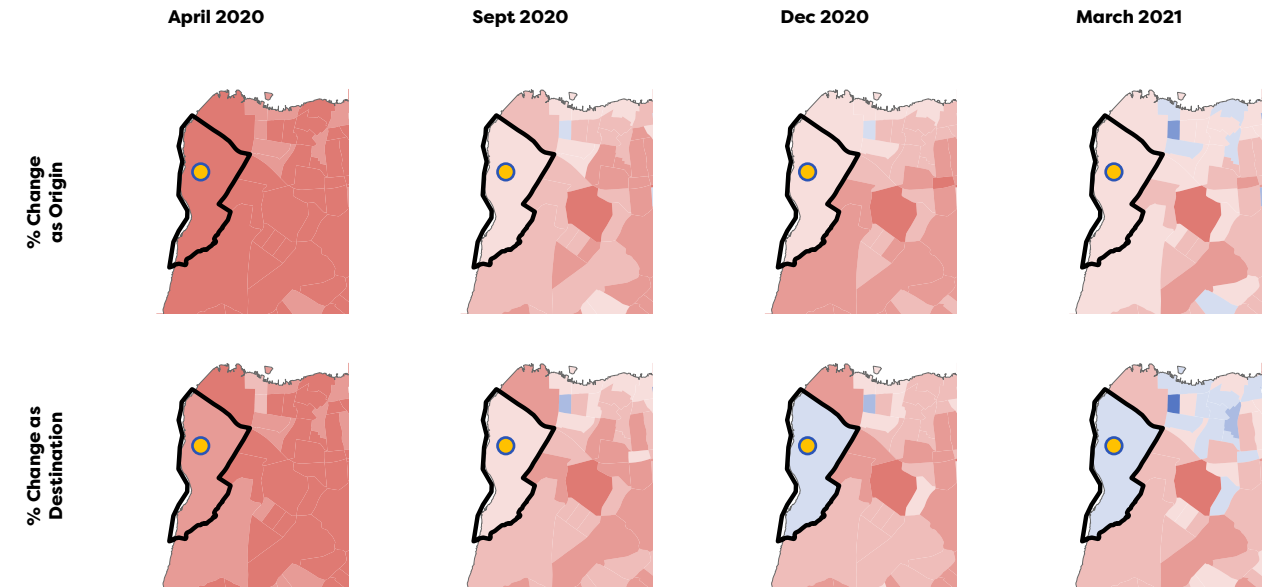 April 2020
Sept 2020
Dec 2020
March 2021
% Change
as Origin
% Change as
Destination